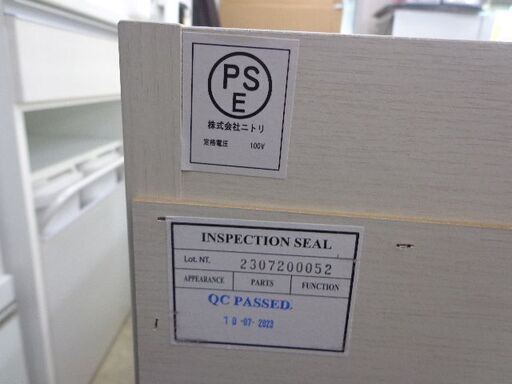 PS
E
株式会社ニトリ
定格電圧 100V
INSPECTION SEAL
Lot. NT. 2307200052
APPEARANCE PARTS FUNCTION
QC PASSED.
10-07-2023